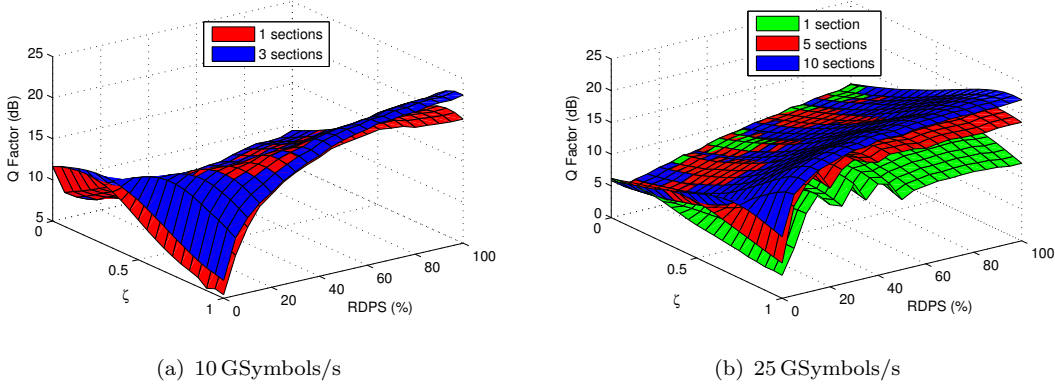 1 sections
3 sections
25
20
15
10
5
Q Factor (dB)
0
0.5
1
ζ
0
20
40
60
80
100
RDPS (%)
(a) 10 GSymbols/s
1 section
5 sections
10 sections
25
20
15
10
5
0
Q Factor (dB)
0
0.5
1
ζ
0
20
40
60
80
100
RDPS (%)
(b) 25 GSymbols/s